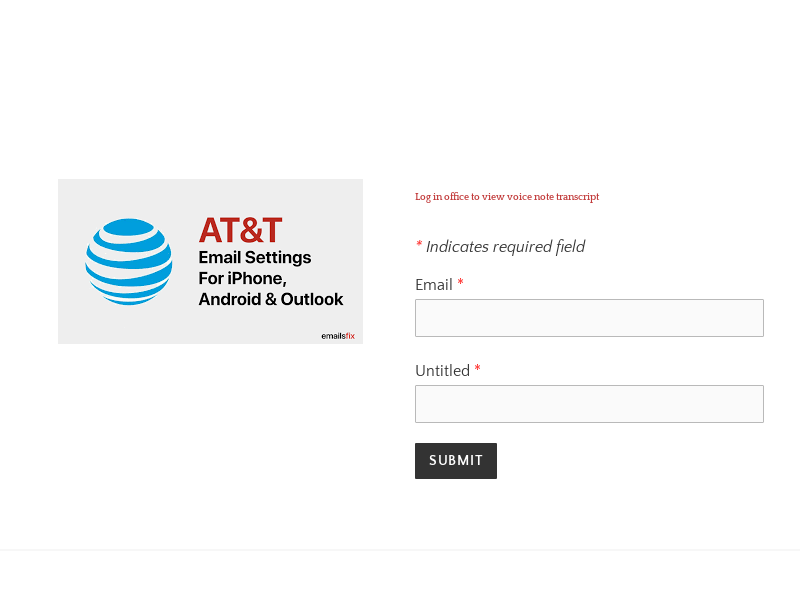 AT&T
Email Settings
For iPhone,
Android & Outlook
emailsfix
Log in office to view voice note transcript
* Indicates required field
Email *
Untitled *
SUBMIT